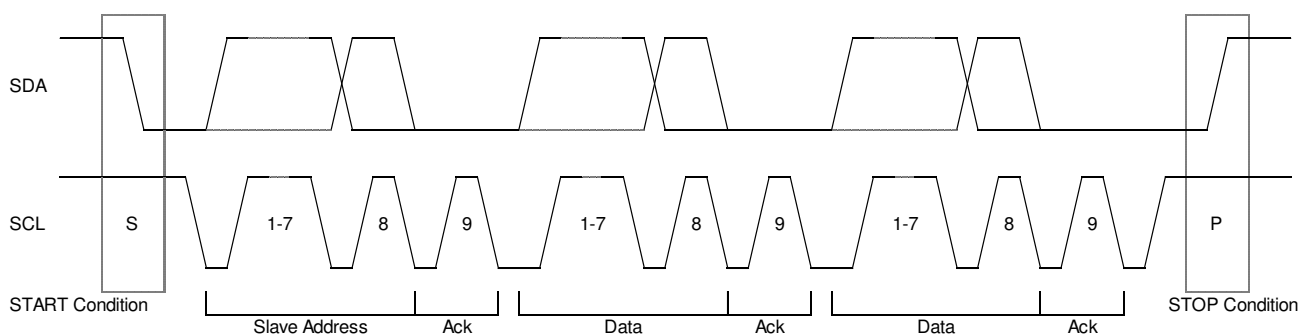 SDA
SCL
S 1-7 8 9 1-7 8 9 1-7 8 9 P
START Condition STOP Condition
Slave Address Ack Data Ack Data Ack